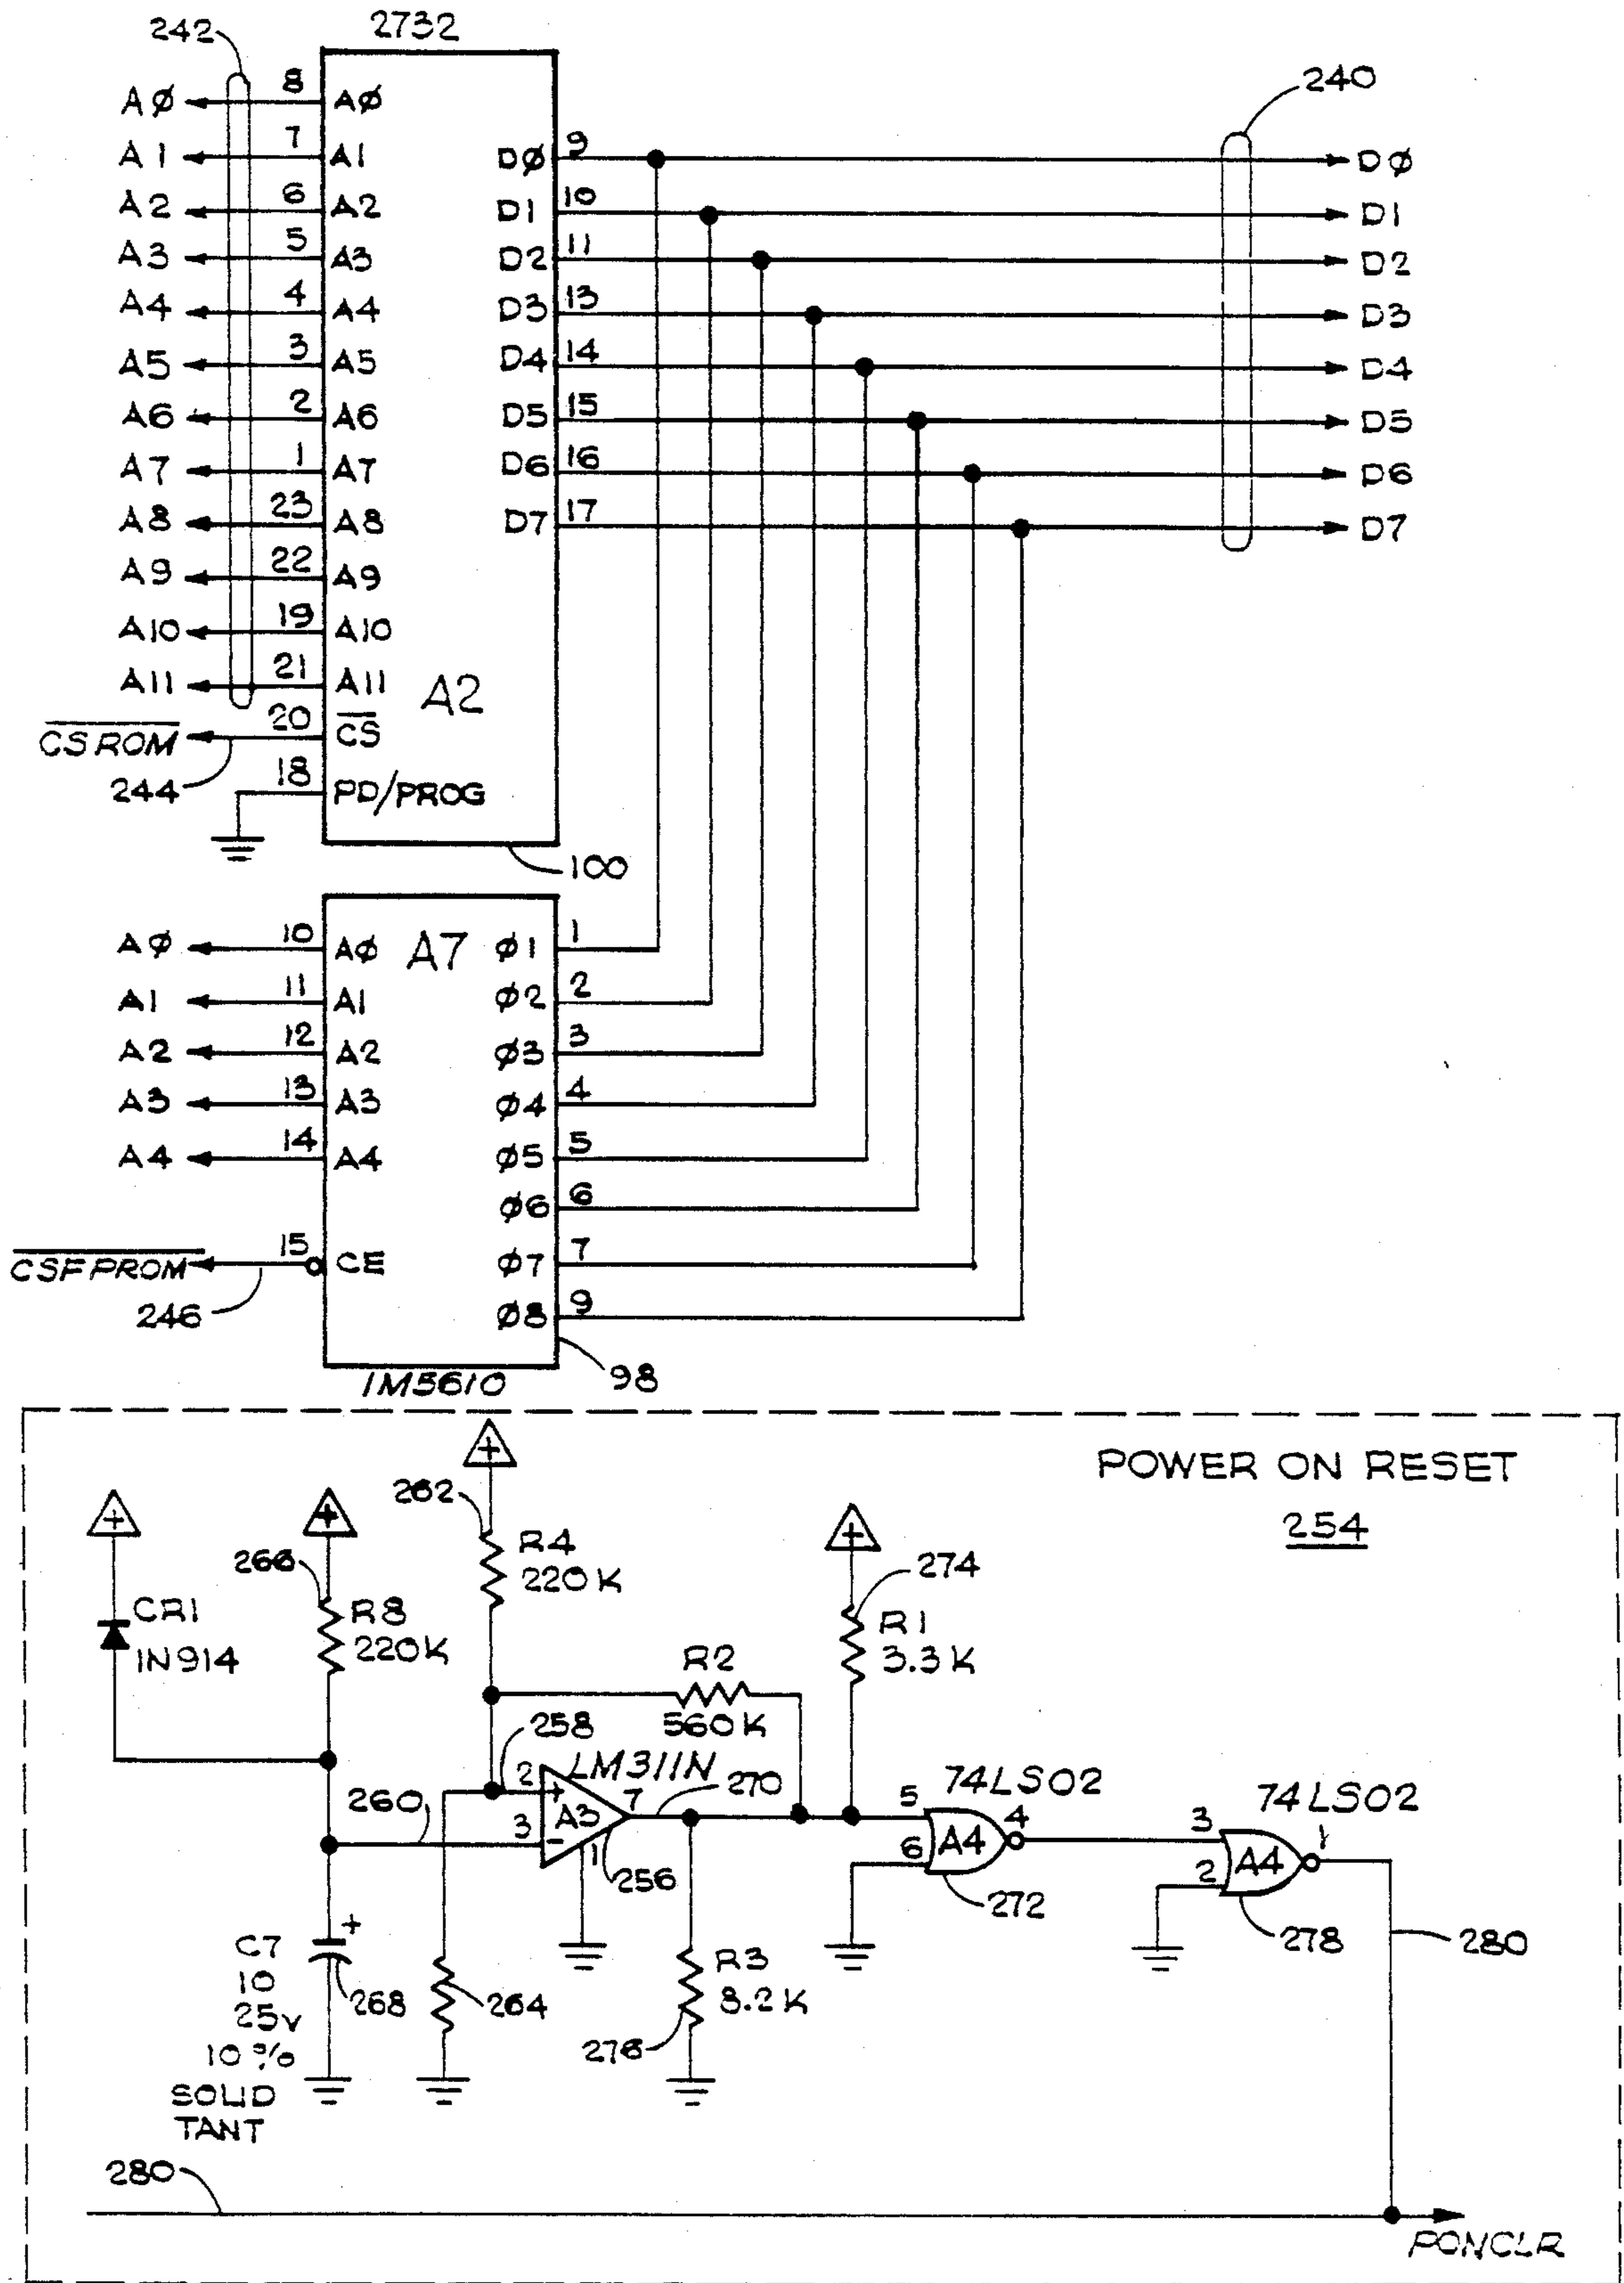 242
2732
240
AØ 8 AØ
A1 7 A1 DØ 9 DØ
A2 6 A2 D1 10 D1
A3 5 A3 D2 11 D2
A4 4 A4 D3 13 D3
A5 3 A5 D4 14 D4
A6 2 A6 D5 15 D5
A7 1 A7 D6 16 D6
A8 23 A8 D7 17 D7
A9 22 A9
A10 19 A10
A11 21 A11 A2
CSROM 20 CS
244 18 PD/PROG
100
AØ 10 AØ A7 Ø1 1
A1 11 A1 Ø2 2
A2 12 A2 Ø3 3
A3 13 A3 Ø4 4
A4 14 A4 Ø5 5
Ø6 6
CSFPROM 15 CE Ø7 7
246 Ø8 9
IM5610 98
POWER ON RESET
254
262
266
R4
220K
274
CR1
1N914
R8
220K
R1
3.3K
R2
560K
258
LM311N
270
74LS02
74LS02
260
2 + 7
A3
3 - 1
256
5 4
A4
6
272
3 1
A4
2
278
280
C7 +
10
25v
10%
SOLID
TANT
268
264
R3
8.2K
276
280
PONCLR